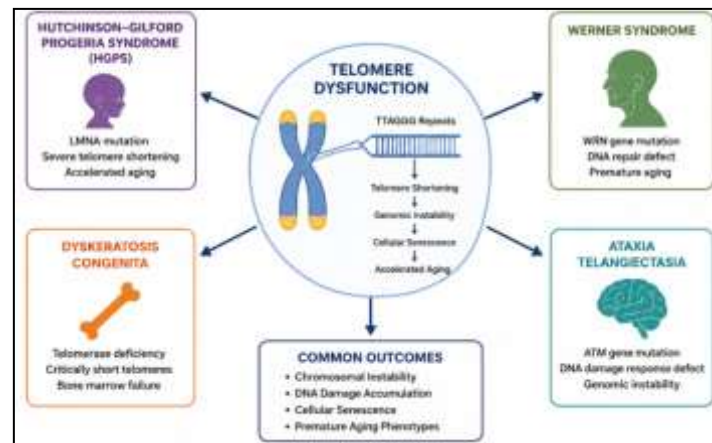 HUTCHINSON–GILFORD
PROGERIA SYNDROME
(HGPS)
LMNA mutation
Severe telomere shortening
Accelerated aging
TELOMERE
DYSFUNCTION
TTAGGG Repeats
Telomere Shortening
Genomic Instability
Cellular Senescence
Accelerated Aging
WERNER SYNDROME
WRN gene mutation
DNA repair defect
Premature aging
DYSKERATOSIS
CONGENITA
Telomerase deficiency
Critically short telomeres
Bone marrow failure
COMMON OUTCOMES
• Chromosomal Instability
• DNA Damage Accumulation
• Cellular Senescence
• Premature Aging Phenotypes
ATAXIA
TELANGIECTASIA
ATM gene mutation
DNA damage response defect
Genomic instability